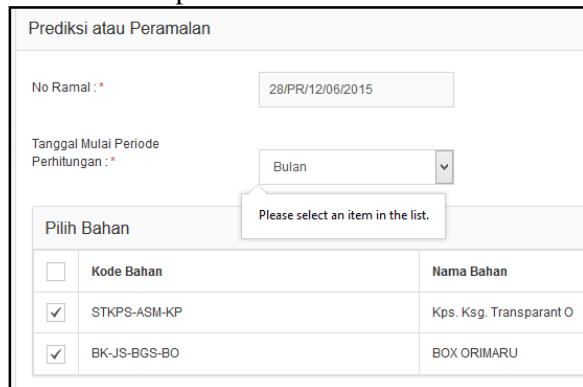 Prediksi atau Peramalan
No Ramal : * 28/PR/12/06/2015
Tanggal Mulai Periode
Perhitungan : * Bulan
Please select an item in the list.
Pilih Bahan
Kode Bahan Nama Bahan
STKPS-ASM-KP Kps. Ksg. Transparant O
BK-JS-BGS-BO BOX ORIMARU